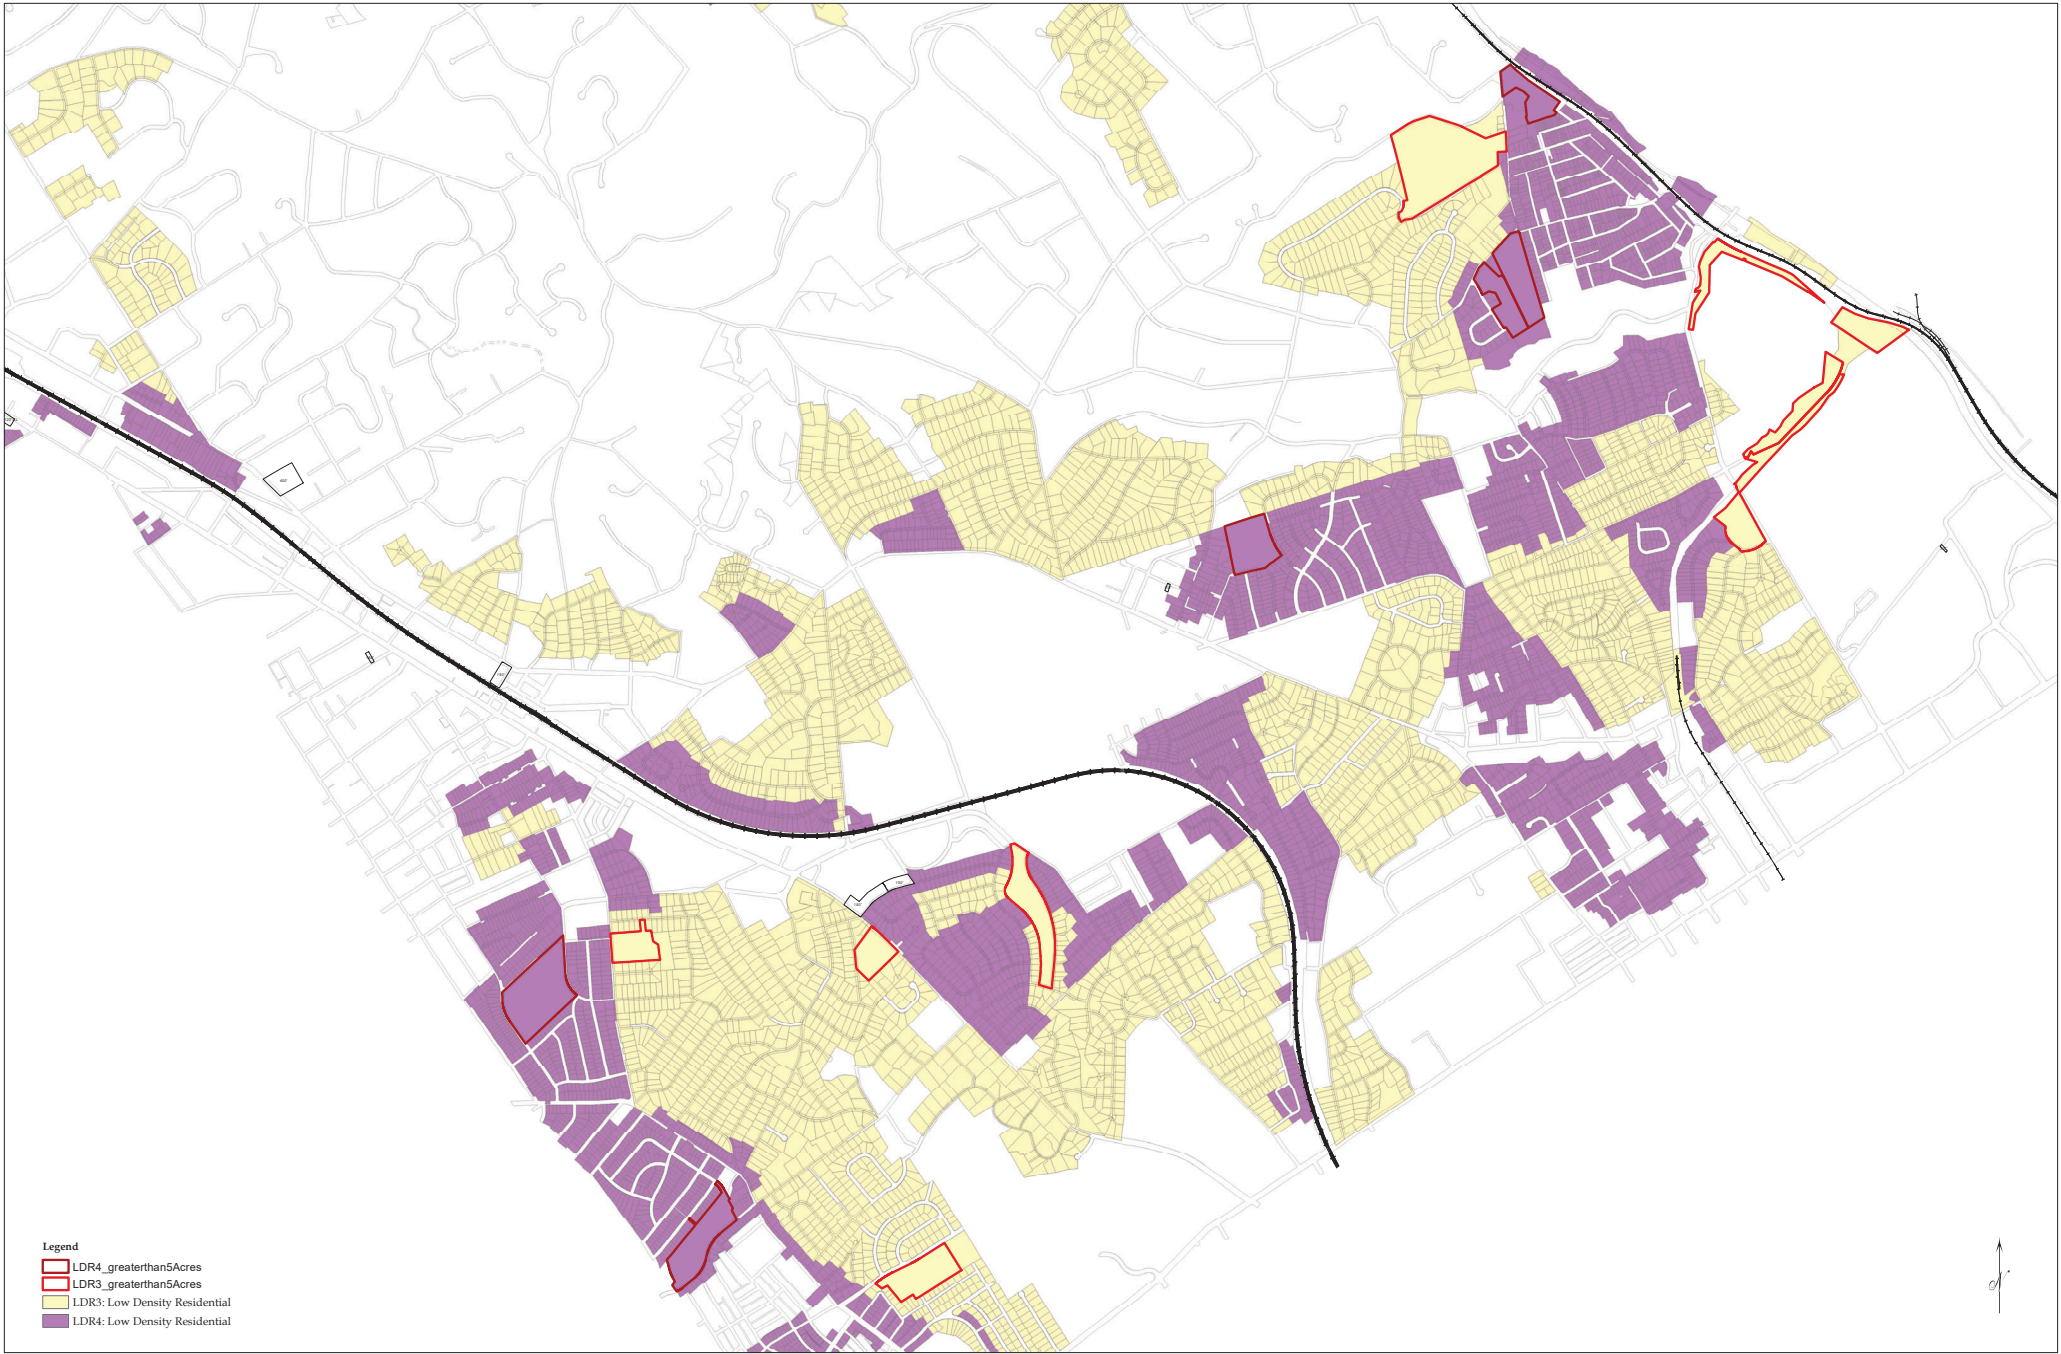 Legend
LDR4_greaterthan5Acres
LDR3_greaterthan5Acres
LDR3: Low Density Residential
LDR4: Low Density Residential